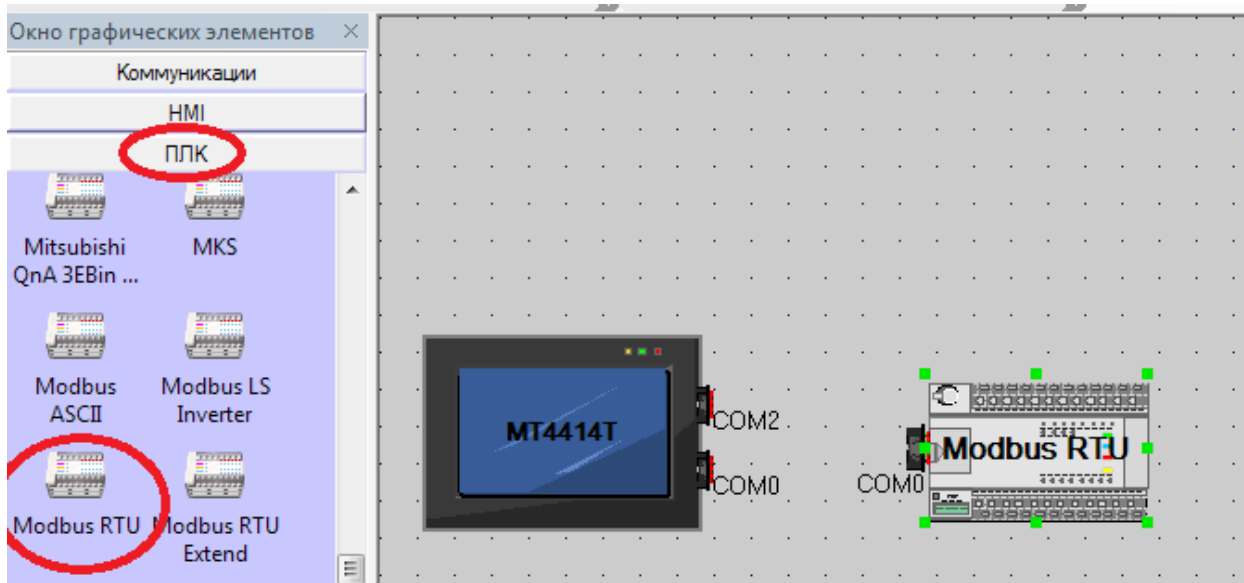 Окно графических элементов
Коммуникации
HMI
ПЛК
Mitsubishi
QnA 3EBin ...
MKS
Modbus
ASCII
Modbus LS
Inverter
Modbus RTU
Modbus RTU
Extend
MT4414T
COM2
COM0
COM0
Modbus RTU